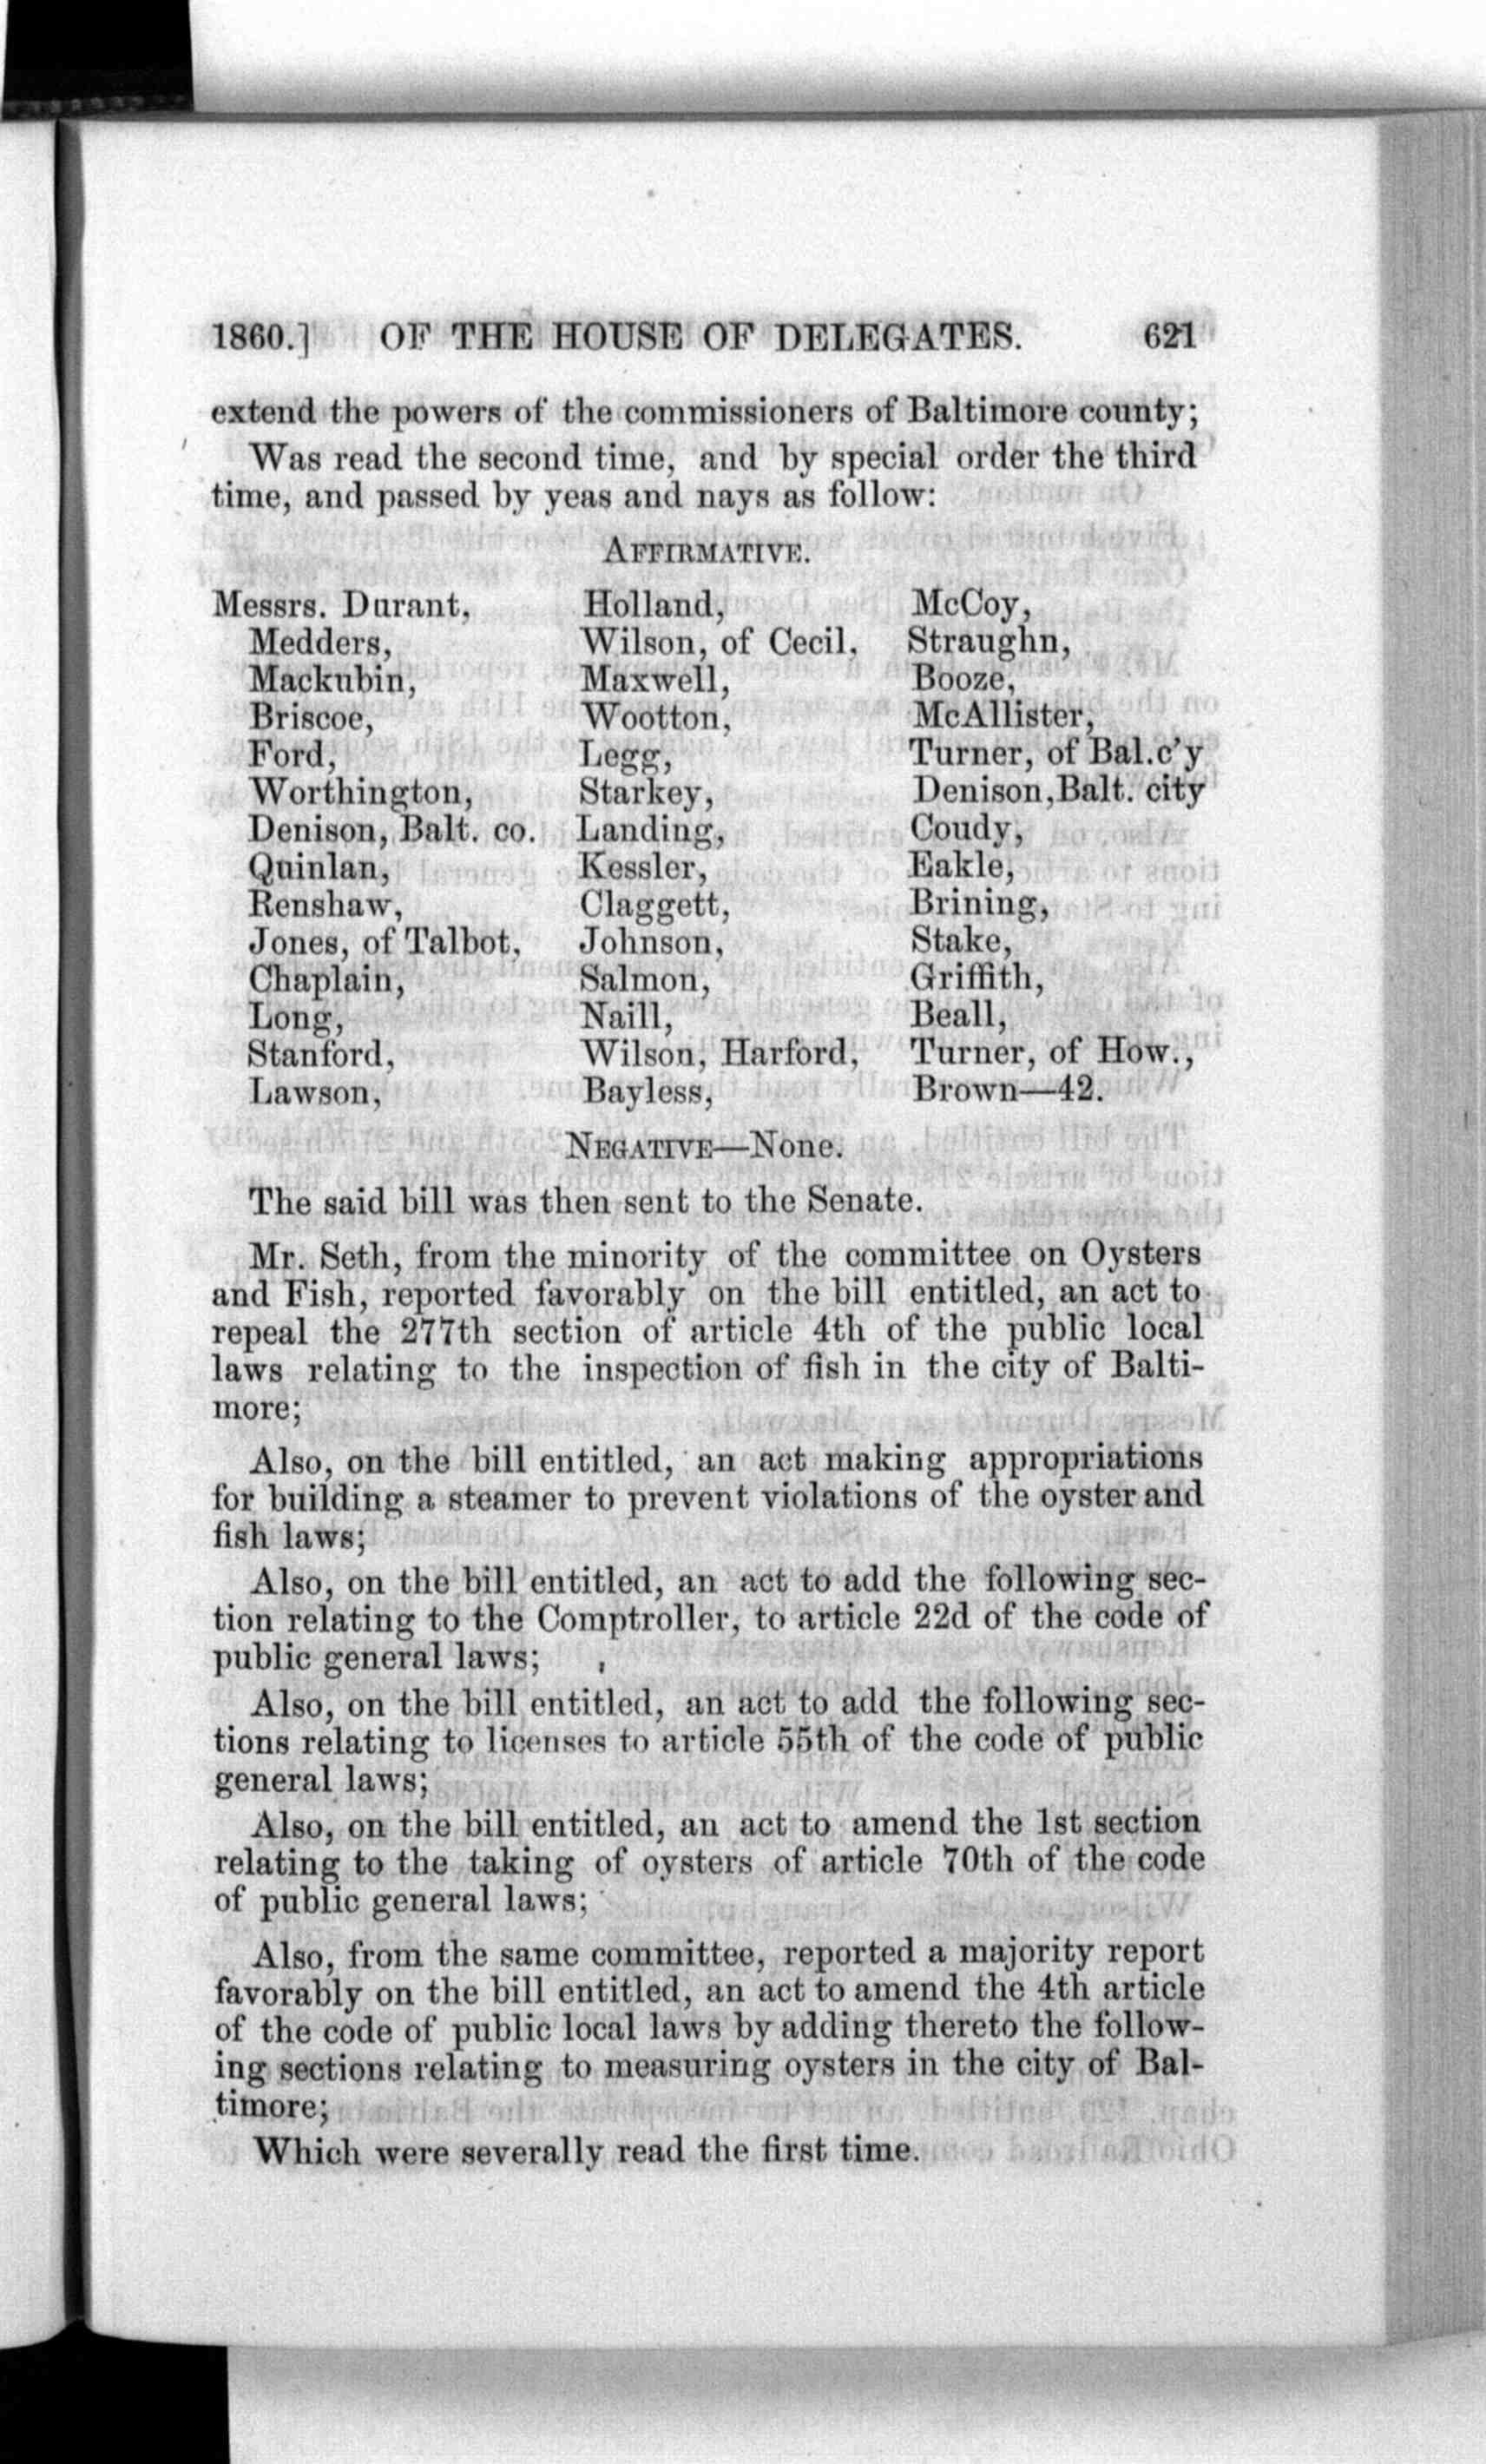 1860.] OF THE HOUSE OF DELEGATES. 621
extend the powers of the commissioners of Baltimore county;
Was read the second time, and by special order the third
time, and passed by yeas and nays as follow:
AFFIRMATIVE.
Messrs. Durant, Holland, McCoy,
Medders, Wilson, of Cecil, Straughn,
Mackubin, Maxwell, Booze,
Briscoe, Wootton, McAllister,
Ford, Legg, Turner, of Bal.c'y
Worthington, Starkey, Denison,Balt. city
Denison, Balt. co. Landing, Coudy,
Quinlan, Kessler, Eakle,
Renshaw, Claggett, Brining,
Jones, of Talbot, Johnson, Stake,
Chaplain, Salmon, Griffith,
Long, Naill, Beall,
Stanford, Wilson, Harford, Turner, of How.,
Lawson, Bayless, Brown—42.
NEGATIVE—None.
The said bill was then sent to the Senate.
Mr. Seth, from the minority of the committee on Oysters
and Fish, reported favorably on the bill entitled, an act to
repeal the 277th section of article 4th of the public local
laws relating to the inspection of fish in the city of Balti-
more;
Also, on the bill entitled, an act making appropriations
for building a steamer to prevent violations of the oyster and
fish laws;
Also, on the bill entitled, an act to add the following sec-
tion relating to the Comptroller, to article 22d of the code of
public general laws;
Also, on the bill entitled, an act to add the following sec-
tions relating to licenses to article 55th of the code of public
general laws;
Also, on the bill entitled, an act to amend the 1st section
relating to the taking of oysters of article 70th of the code
of public general laws;
Also, from the same committee, reported a majority report
favorably on the bill entitled, an act to amend the 4th article
of the code of public local laws by adding thereto the follow-
ing sections relating to measuring oysters in the city of Bal-
timore;
Which were severally read the first time.